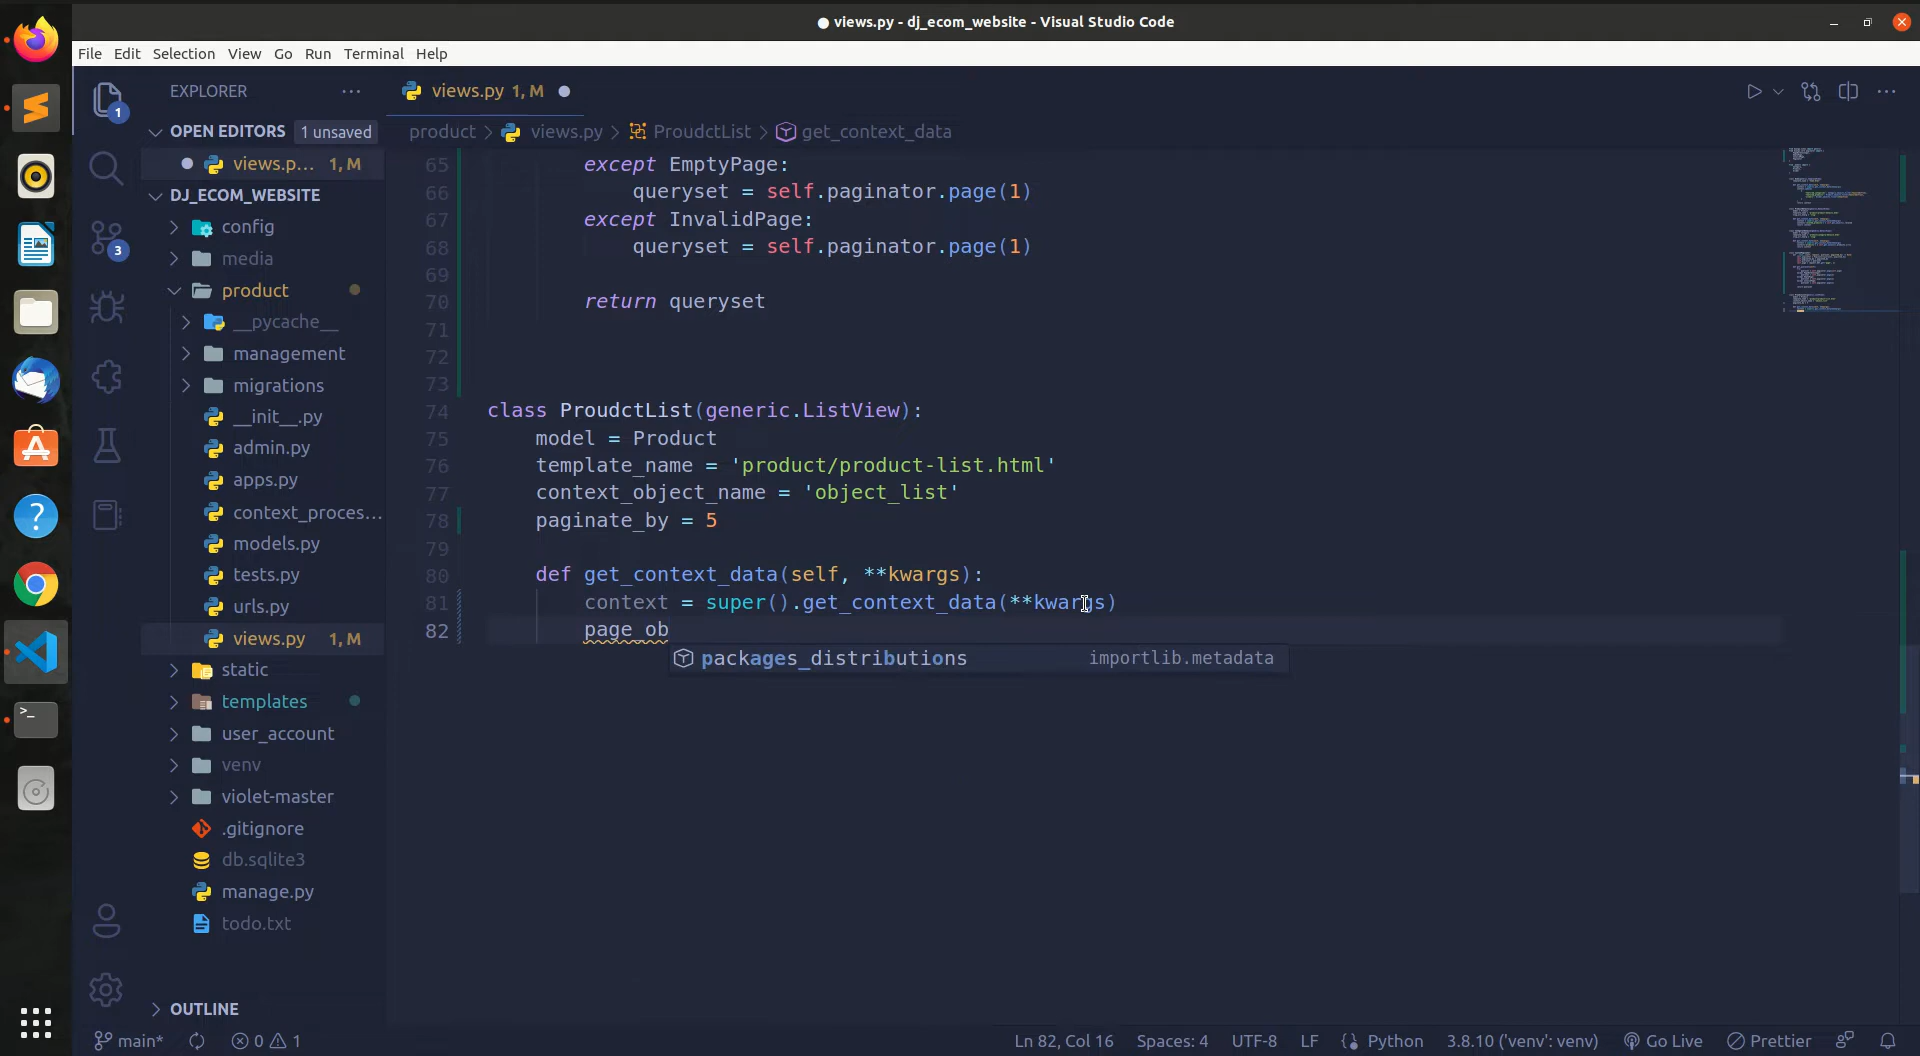 views.py - dj_ecom_website - Visual Studio Code
File Edit Selection View Go Run Terminal Help
EXPLORER
views.py 1, M
1
OPEN EDITORS 1 unsaved
product > views.py > ProudctList > get_context_data
views.p... 1, M
DJ_ECOM_WEBSITE
config
media
3
product
__pycache__
management
migrations
__init__.py
admin.py
apps.py
context_proces...
models.py
tests.py
urls.py
views.py 1, M
static
templates
user_account
venv
violet-master
.gitignore
db.sqlite3
manage.py
todo.txt
OUTLINE
65 except EmptyPage:
66 queryset = self.paginator.page(1)
67 except InvalidPage:
68 queryset = self.paginator.page(1)
69
70 return queryset
71
72
73
74 class ProudctList(generic.ListView):
75 model = Product
76 template_name = 'product/product-list.html'
77 context_object_name = 'object_list'
78 paginate_by = 5
79
80 def get_context_data(self, **kwargs):
81 context = super().get_context_data(**kwargs)
82 page_ob
packages_distributions importlib.metadata
main* 0 1 Ln 82, Col 16 Spaces: 4 UTF-8 LF Python 3.8.10 ('venv': venv) Go Live Prettier